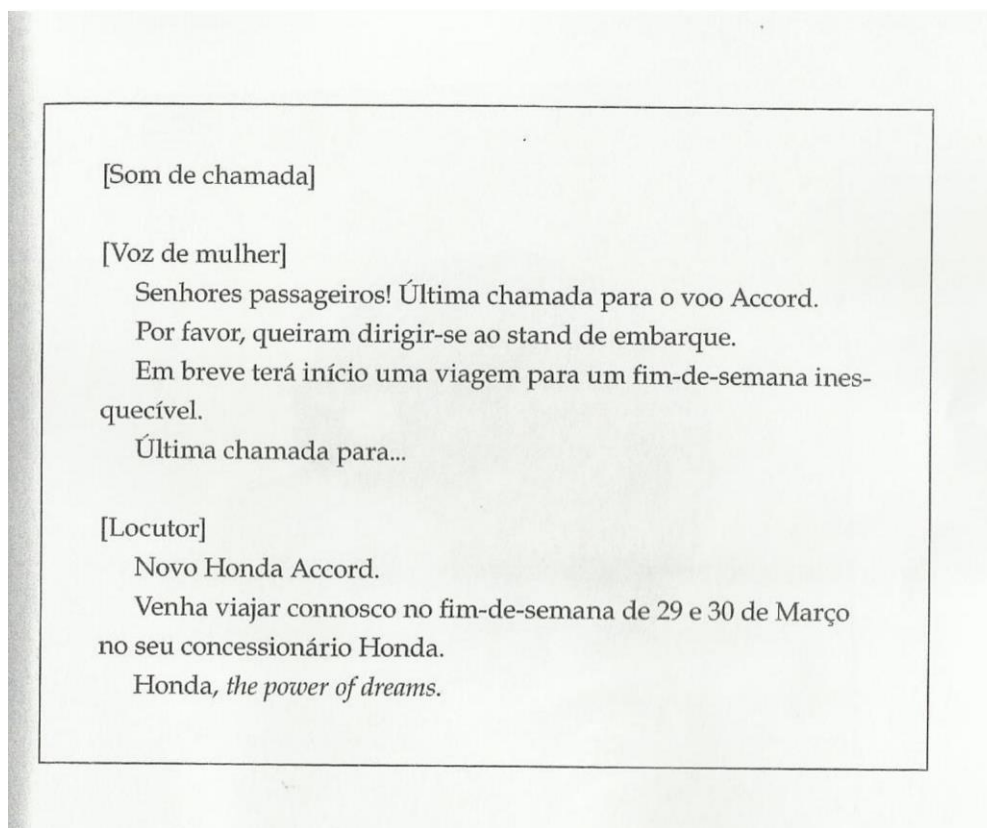 [Som de chamada]
[Voz de mulher]
Senhores passageiros! Última chamada para o voo Accord.
Por favor, queiram dirigir-se ao stand de embarque.
Em breve terá início uma viagem para um fim-de-semana ines-
quecível.
Última chamada para...
[Locutor]
Novo Honda Accord.
Venha viajar connosco no fim-de-semana de 29 e 30 de Março
no seu concessionário Honda.
Honda, the power of dreams.